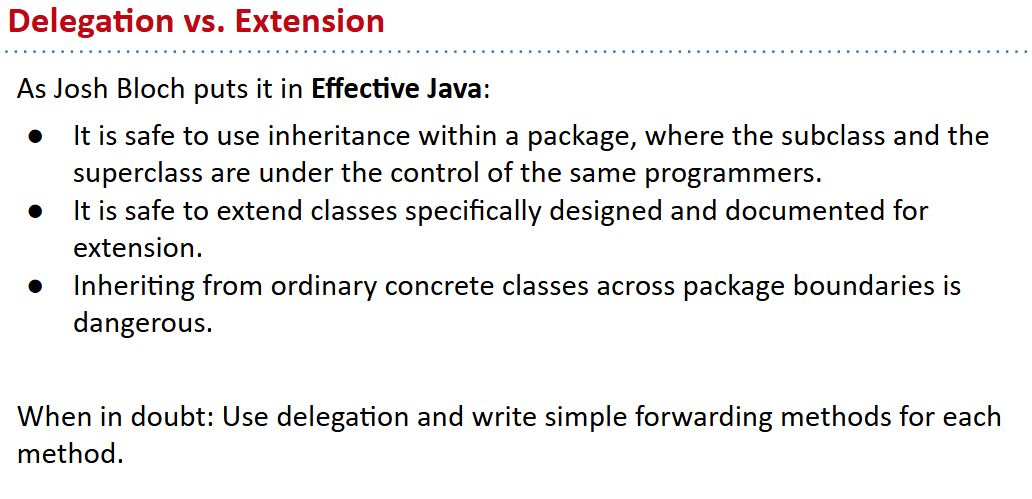 Delegation vs. Extension
As Josh Bloch puts it in Effective Java:
● It is safe to use inheritance within a package, where the subclass and the
superclass are under the control of the same programmers.
● It is safe to extend classes specifically designed and documented for
extension.
● Inheriting from ordinary concrete classes across package boundaries is
dangerous.
When in doubt: Use delegation and write simple forwarding methods for each
method.